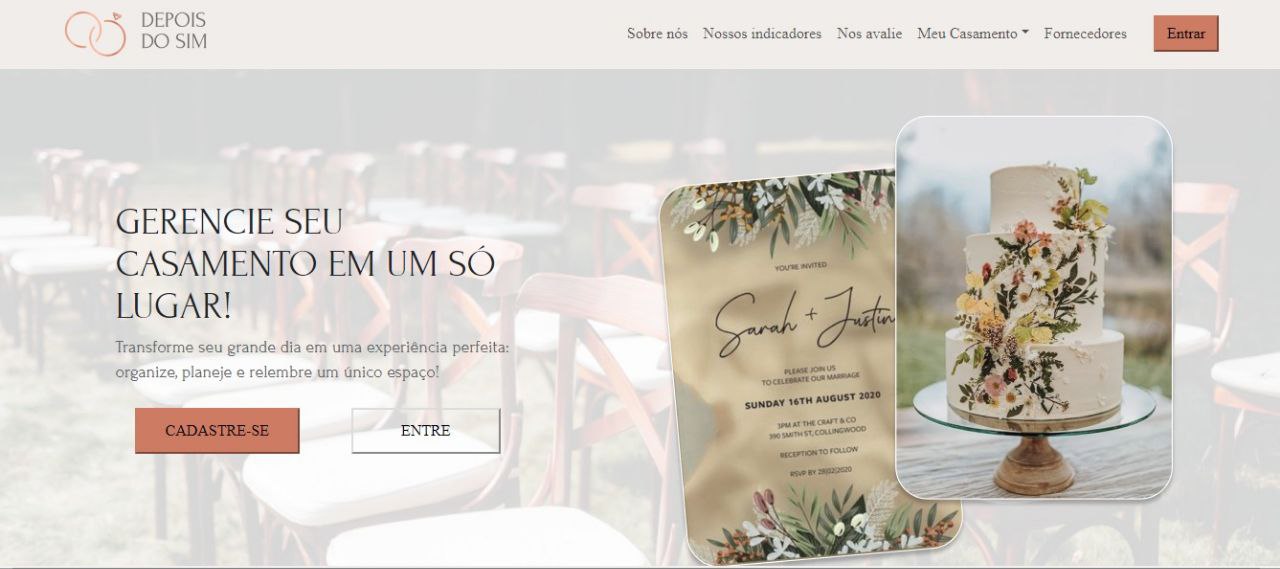 DEPOIS
DO SIM
Sobre nós
Nossos indicadores
Nos avalie
Meu Casamento
Fornecedores
Entrar
GERENCIE SEU
CASAMENTO EM UM SÓ
LUGAR!
Transforme seu grande dia em uma experiência perfeita:
organize, planeje e relembre um único espaço!
CADASTRE-SE
ENTRE
YOU'RE INVITED
Sarah + Justin
PLEASE JOIN US
TO CELEBRATE OUR MARRIAGE
SUNDAY 16TH AUGUST 2020
3PM AT THE CRAFT & CO
390 SMITH ST, COLLINGWOOD
RECEPTION TO FOLLOW
RSVP BY 28|02|2020